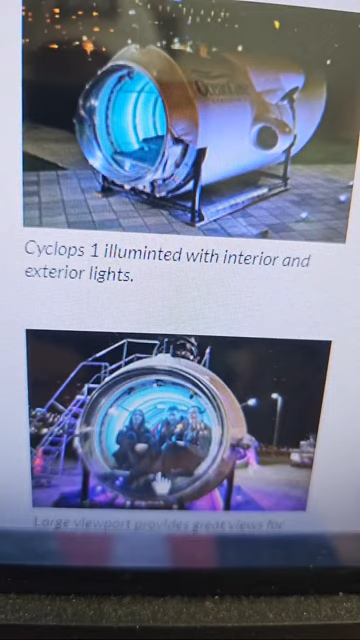 Cyclops 1 illuminted with interior and
exterior lights.
Large viewport provides great views for